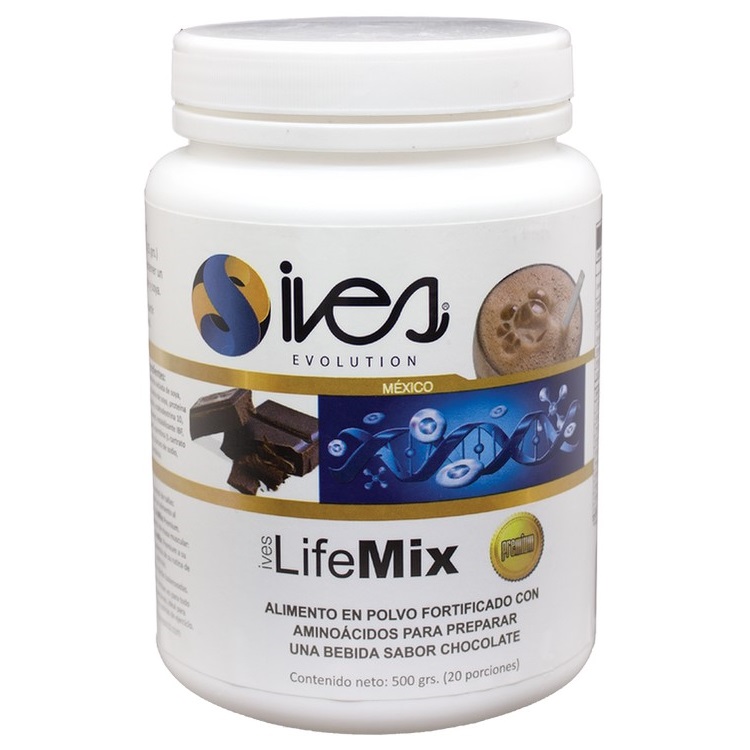 ives®
EVOLUTION
MÉXICO
ives LifeMix
premium
ALIMENTO EN POLVO FORTIFICADO CON
AMINOÁCIDOS PARA PREPARAR
UNA BEBIDA SABOR CHOCOLATE
Contenido neto: 500 grs. (20 porciones)